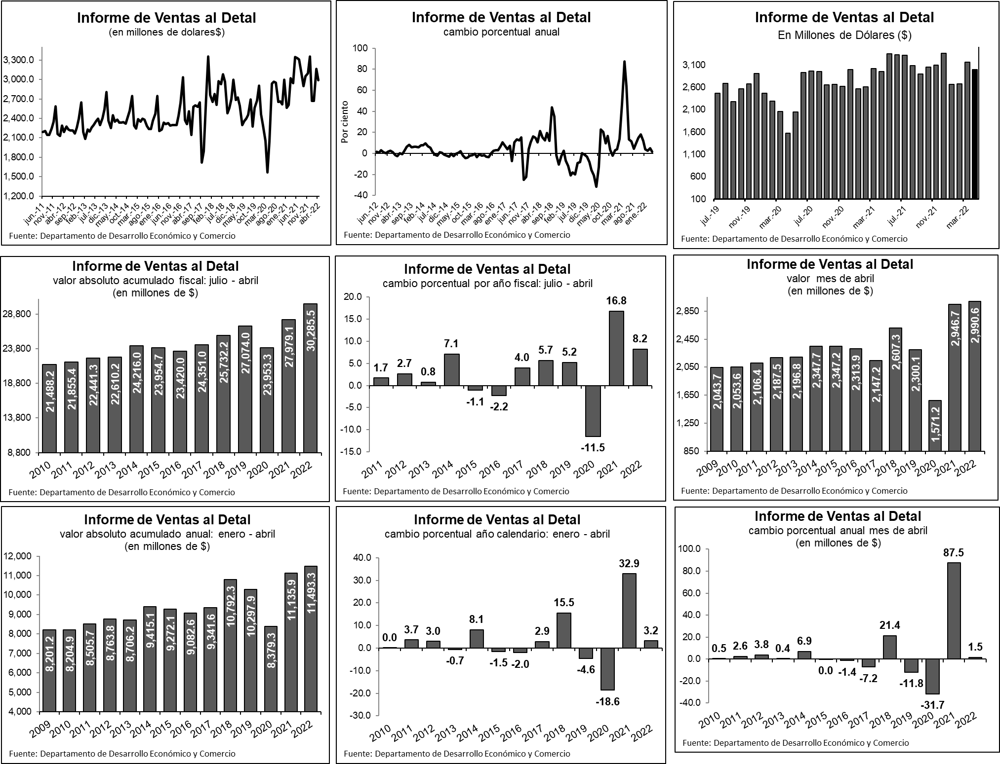 Informe de Ventas al Detal
(en millones de dolares$)
3,300.0
3,000.0
2,700.0
2,400.0
2,100.0
1,800.0
1,500.0
1,200.0
jun.-11
nov.-11
abr.-12
sep.-12
feb.-13
jul.-13
dic.-13
may.-14
oct.-14
mar.-15
ago.-15
ene.-16
jun.-16
nov.-16
abr.-17
sep.-17
feb.-18
jul.-18
dic.-18
may.-19
oct.-19
mar.-20
ago.-20
ene.-21
jun.-21
nov.-21
abr.-22
Fuente: Departamento de Desarrollo Económico y Comercio
Informe de Ventas al Detal
cambio porcentual anual
Por ciento
100
80
60
40
20
0
-20
-40
jun.-12
nov.-12
abr.-13
sep.-13
feb.-14
jul.-14
dic.-14
may.-15
oct.-15
mar.-16
ago.-16
ene.-17
jun.-17
nov.-17
abr.-18
sep.-18
feb.-19
jul.-19
dic.-19
may.-20
oct.-20
mar.-21
ago.-21
ene.-22
Fuente: Departamento de Desarrollo Económico y Comercio
Informe de Ventas al Detal
En Millones de Dólares ($)
3,100
2,600
2,100
1,600
1,100
600
100
jul.-19
nov.-19
mar.-20
jul.-20
nov.-20
mar.-21
jul.-21
nov.-21
mar.-22
Fuente: Departamento de Desarrollo Económico y Comercio
Informe de Ventas al Detal
valor absoluto acumulado fiscal: julio - abril
(en millones de $)
28,800
23,800
18,800
13,800
8,800
21,488.2
21,855.4
22,441.3
22,610.2
24,216.0
23,954.7
23,420.0
24,351.0
25,732.2
27,074.0
23,953.3
27,979.1
30,285.5
2010
2011
2012
2013
2014
2015
2016
2017
2018
2019
2020
2021
2022
Fuente: Departamento de Desarrollo Económico y Comercio
Informe de Ventas al Detal
cambio porcentual por año fiscal: julio - abril
20.0
15.0
10.0
5.0
0.0
-5.0
-10.0
-15.0
1.7
2.7
0.8
7.1
-1.1
-2.2
4.0
5.7
5.2
-11.5
16.8
8.2
2011
2012
2013
2014
2015
2016
2017
2018
2019
2020
2021
2022
Fuente: Departamento de Desarrollo Económico y Comercio
Informe de Ventas al Detal
valor mes de abril
(en millones de $)
2,850
2,450
2,050
1,650
1,250
850
2,043.7
2,053.6
2,106.4
2,187.5
2,196.8
2,347.7
2,347.2
2,313.9
2,147.2
2,607.3
2,300.1
1,571.2
2,946.7
2,990.6
2009
2010
2011
2012
2013
2014
2015
2016
2017
2018
2019
2020
2021
2022
Fuente: Departamento de Desarrollo Económico y Comercio
Informe de Ventas al Detal
valor absoluto acumulado anual: enero - abril
(en millones de $)
12,000
11,000
10,000
9,000
8,000
7,000
6,000
5,000
4,000
8,201.2
8,204.9
8,505.7
8,763.8
8,706.2
9,415.1
9,272.1
9,082.6
9,341.6
10,792.3
10,297.9
8,379.3
11,135.9
11,493.3
2009
2010
2011
2012
2013
2014
2015
2016
2017
2018
2019
2020
2021
2022
Fuente: Departamento de Desarrollo Económico y Comercio
Informe de Ventas al Detal
cambio porcentual año calendario: enero - abril
40.0
30.0
20.0
10.0
0.0
-10.0
-20.0
-30.0
0.0
3.7
3.0
-0.7
8.1
-1.5
-2.0
2.9
15.5
-4.6
-18.6
32.9
3.2
2010
2011
2012
2013
2014
2015
2016
2017
2018
2019
2020
2021
2022
Fuente: Departamento de Desarrollo Económico y Comercio
Informe de Ventas al Detal
cambio porcentual anual mes de abril
(en millones de $)
100.0
80.0
60.0
40.0
20.0
0.0
-20.0
-40.0
0.5
2.6
3.8
0.4
6.9
0.0
-1.4
-7.2
21.4
-11.8
-31.7
87.5
1.5
2010
2011
2012
2013
2014
2015
2016
2017
2018
2019
2020
2021
2022
Fuente: Departamento de Desarrollo Económico y Comercio